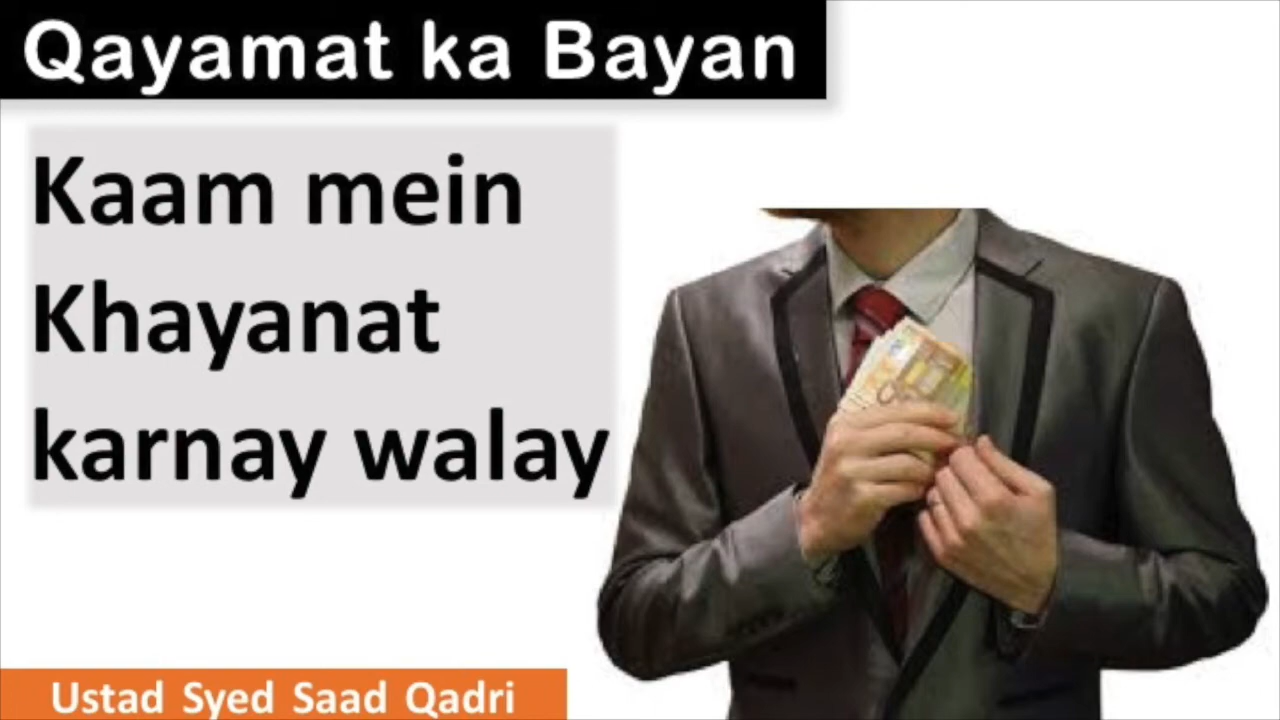 Qayamat ka Bayan
Kaam mein
Khayanat
karnay walay
Ustad Syed Saad Qadri